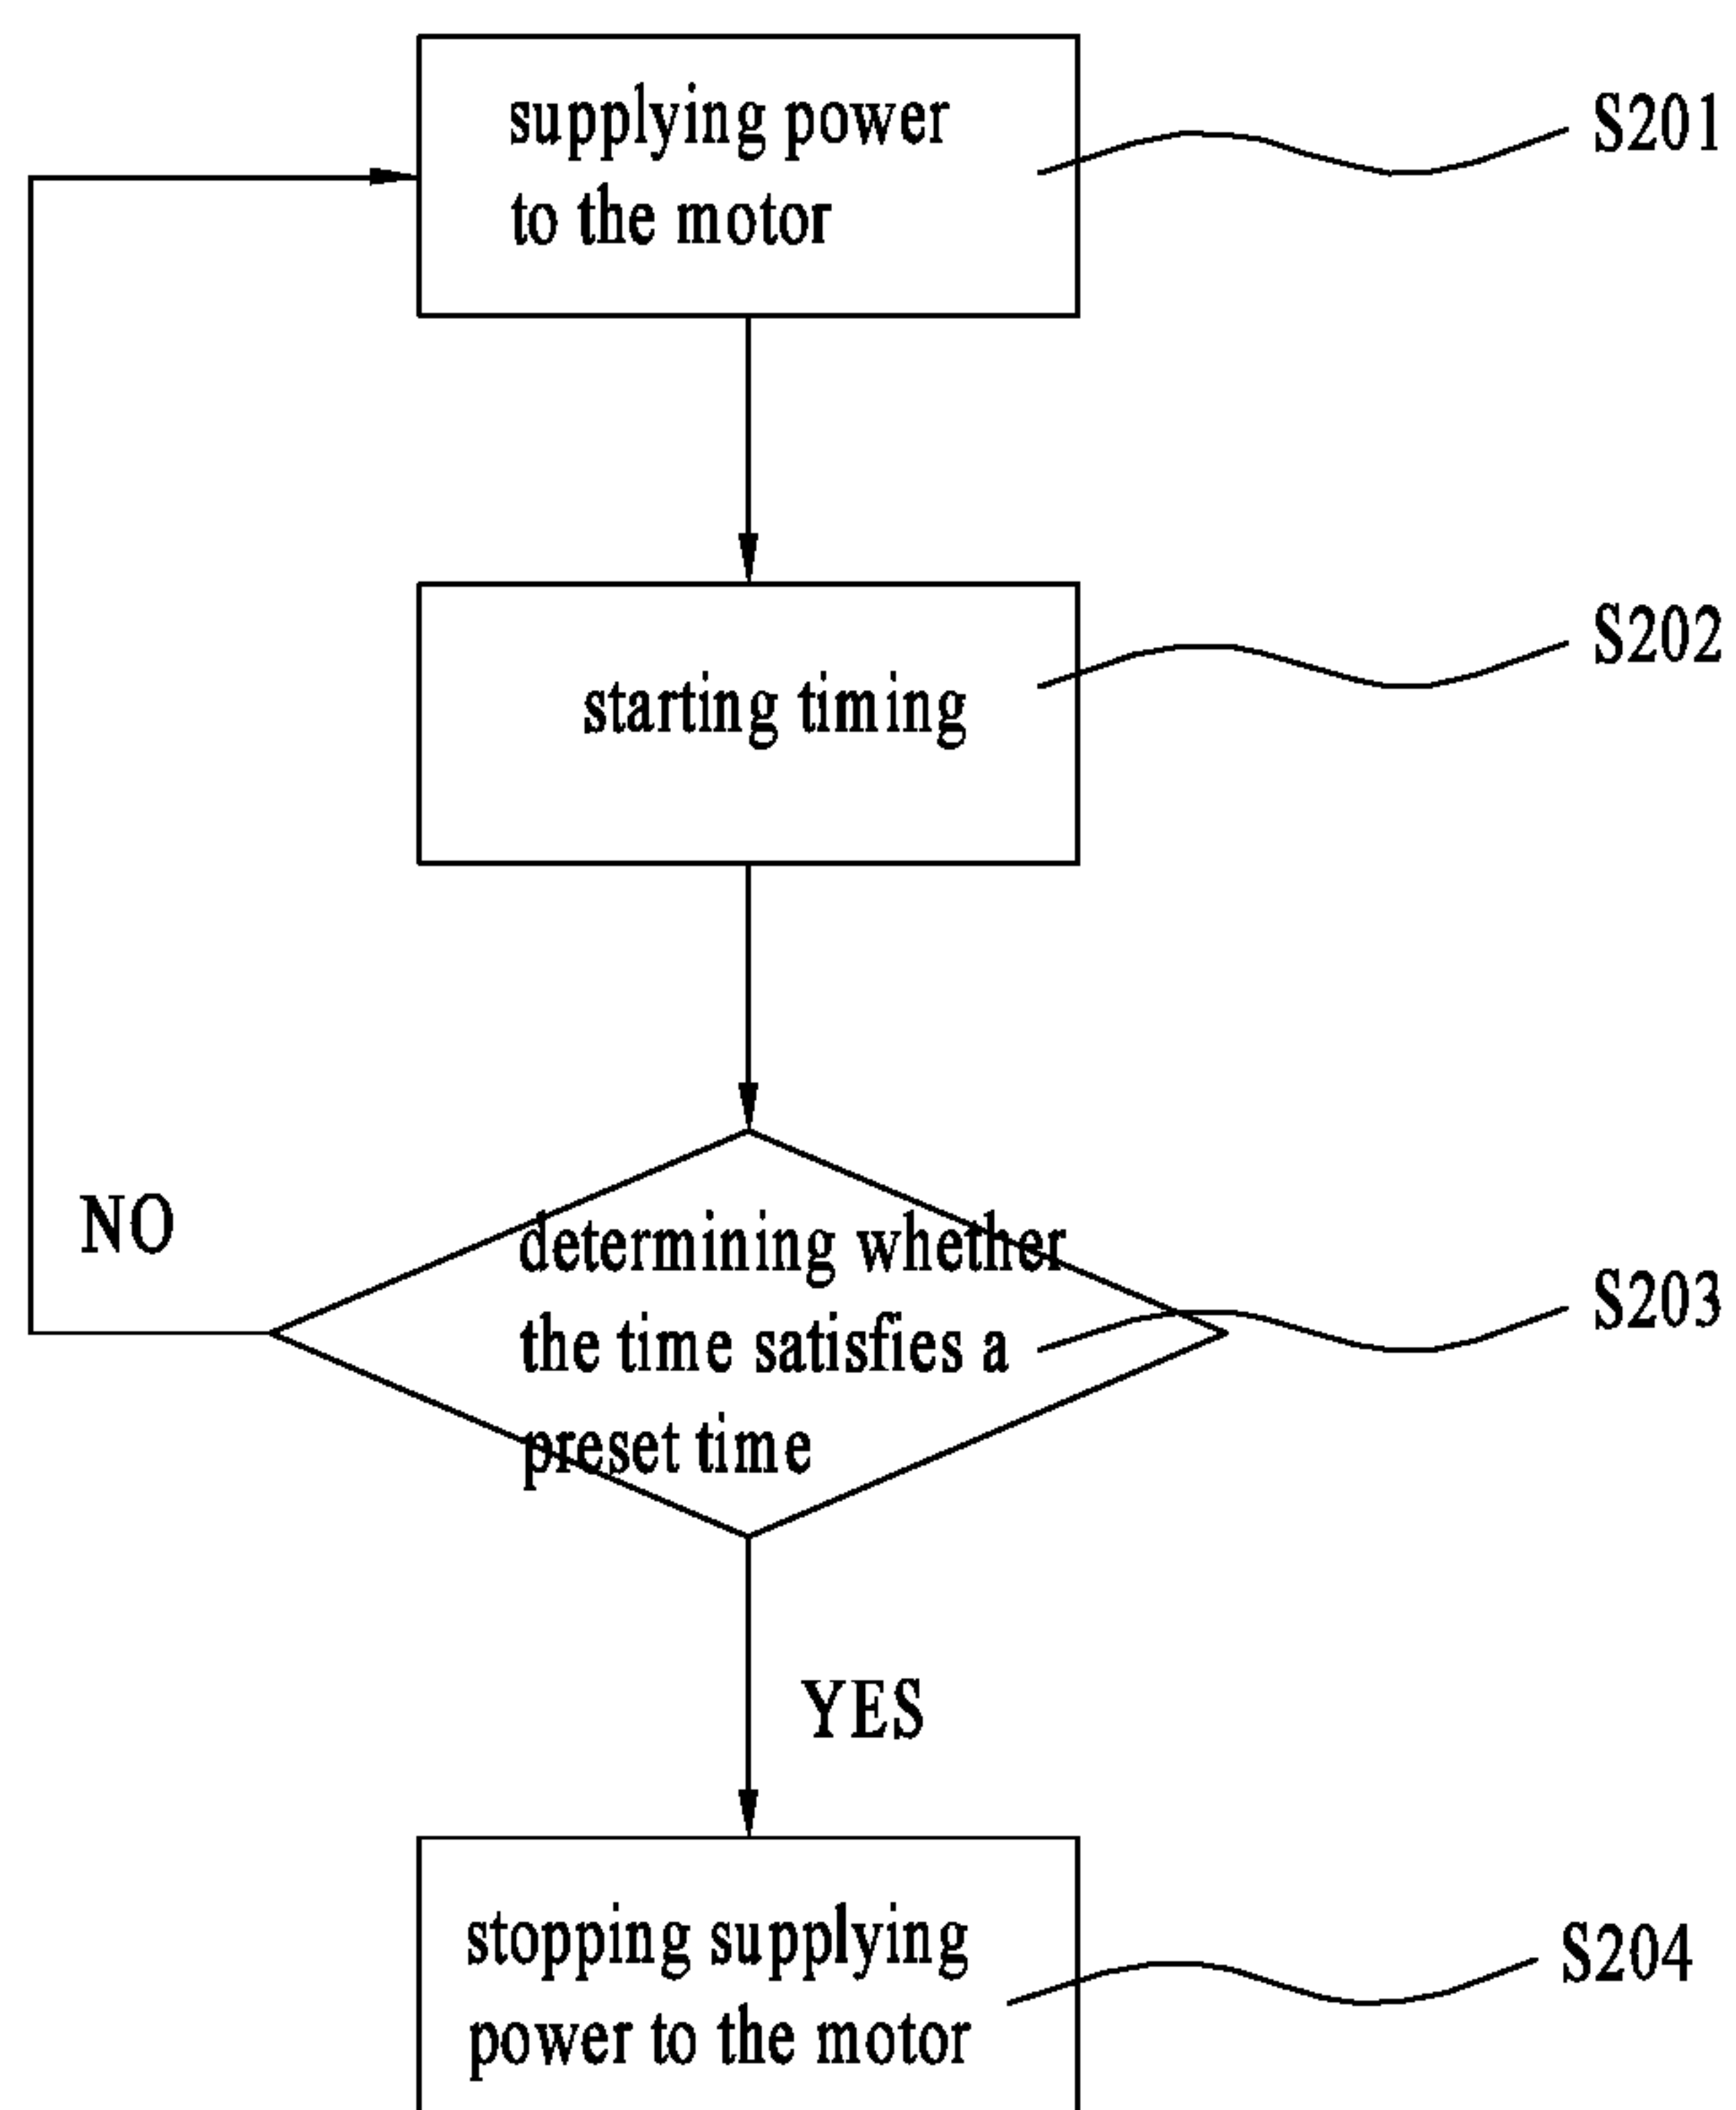 supplying power
to the motor
S201
starting timing
S202
determining whether
the time satisfies a
preset time
S203
NO
YES
stopping supplying
power to the motor
S204